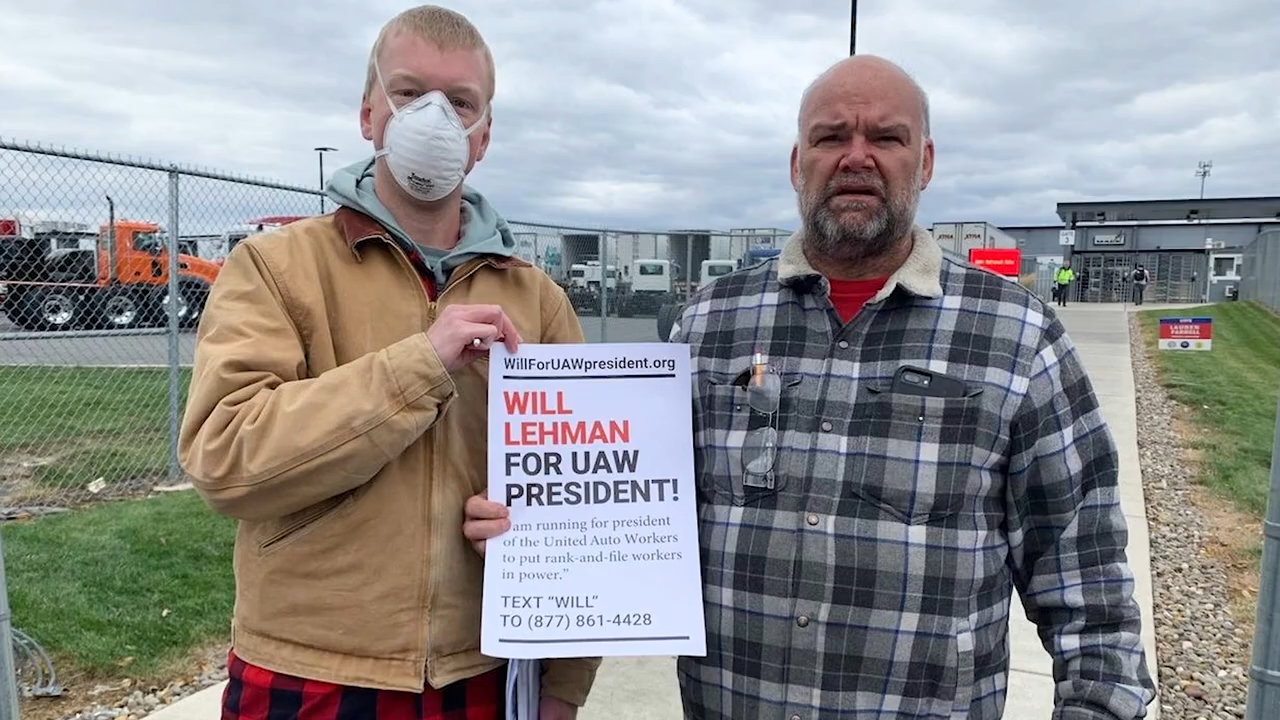 WillForUAWpresident.org
WILL
LEHMAN
FOR UAW
PRESIDENT!
am running for president
of the United Auto Workers
to put rank-and-file workers
in power."
TEXT "WILL"
TO (877) 861-4428
LAUREN
FARRELL